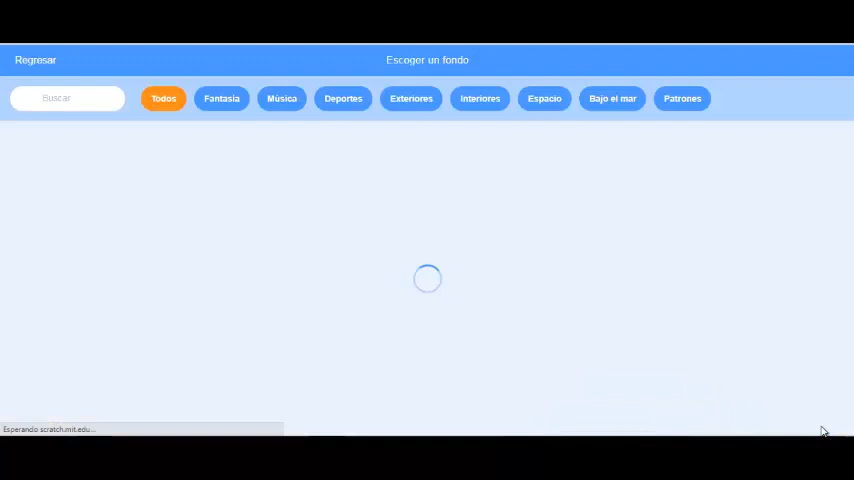 Regresar
Escoger un fondo
Buscar
Todos
Fantasía
Música
Deportes
Exteriores
Interiores
Espacio
Bajo el mar
Patrones
Esperando scratch.mit.edu...